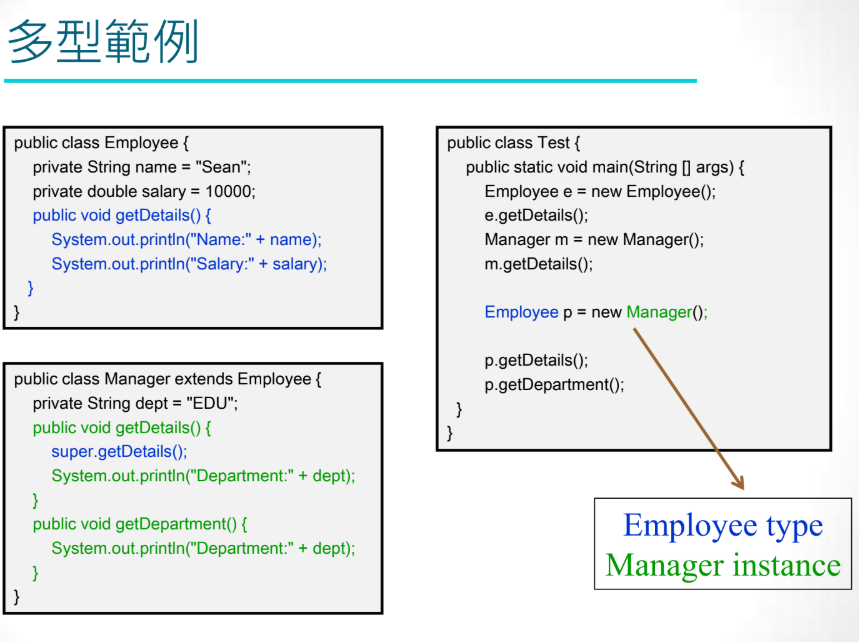 多型範例
public class Employee {
private String name = "Sean";
private double salary = 10000;
public void getDetails() {
System.out.println("Name:" + name);
System.out.println("Salary:" + salary);
}
}
public class Manager extends Employee {
private String dept = "EDU";
public void getDetails() {
super.getDetails();
System.out.println("Department:" + dept);
}
public void getDepartment() {
System.out.println("Department:" + dept);
}
}
public class Test {
public static void main(String [] args) {
Employee e = new Employee();
e.getDetails();
Manager m = new Manager();
m.getDetails();
Employee p = new Manager();
p.getDetails();
p.getDepartment();
}
}
Employee type
Manager instance